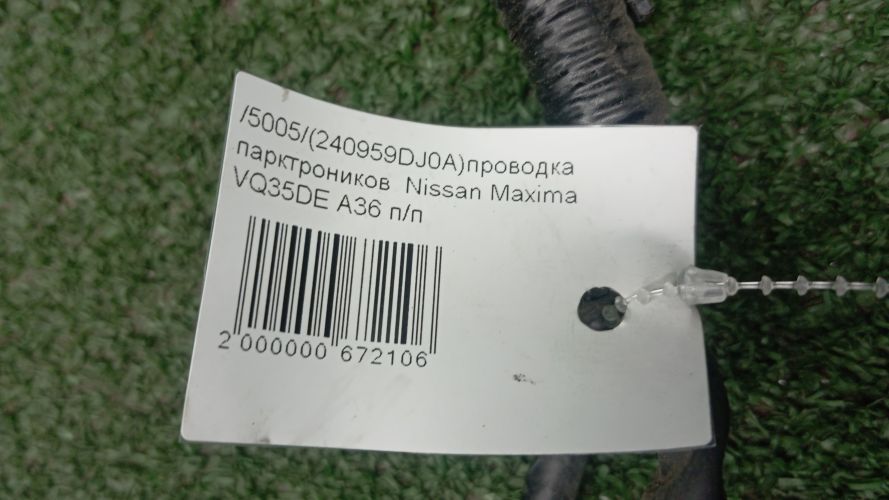 /5005/(240959DJ0A)проводка
парктроников Nissan Maxima
VQ35DE A36 п/п
2 000000 672106